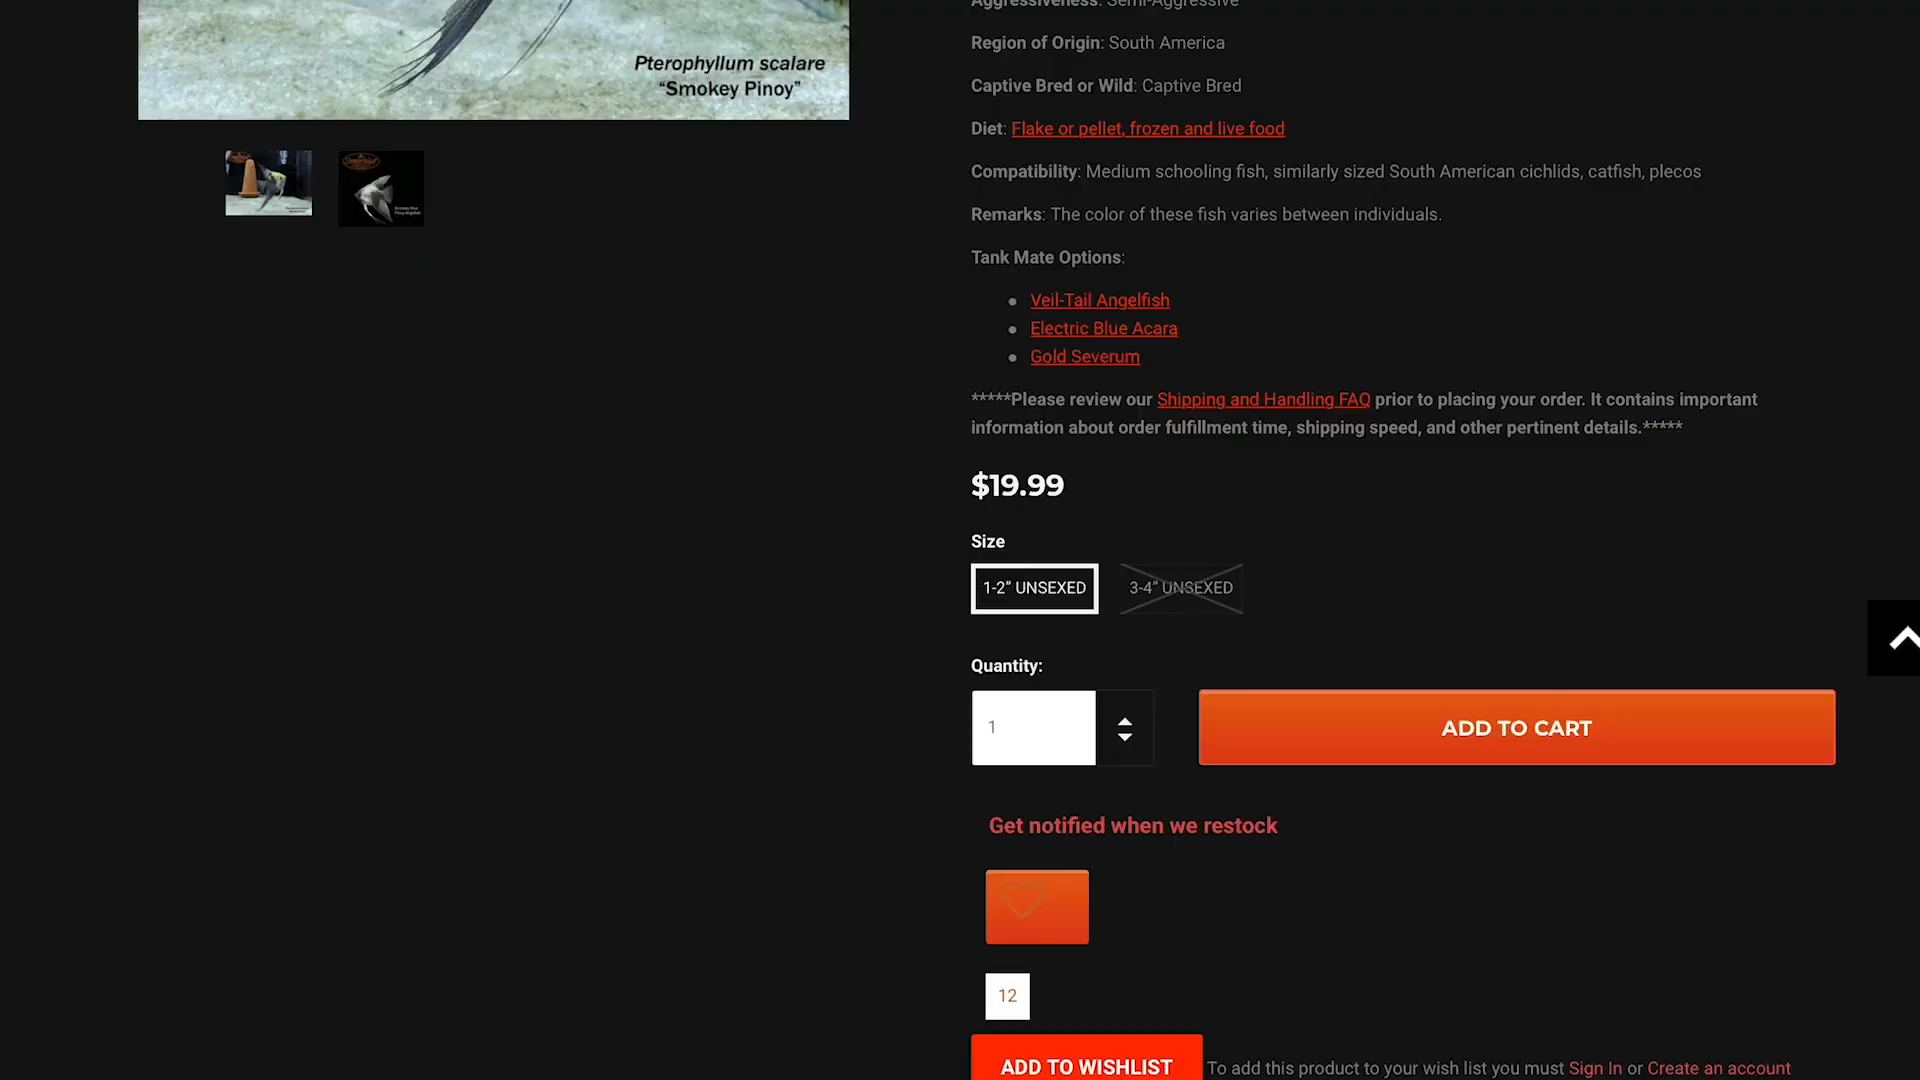 Aggressiveness: Semi-Aggressive
Pterophyllum scalare
“Smokey Pinoy”
Region of Origin: South America
Captive Bred or Wild: Captive Bred
Diet: Flake or pellet, frozen and live food
Compatibility: Medium schooling fish, similarly sized South American cichlids, catfish, plecos
Remarks: The color of these fish varies between individuals.
Tank Mate Options:
Veil-Tail Angelfish
Electric Blue Acara
Gold Severum
*****Please review our Shipping and Handling FAQ prior to placing your order. It contains important
information about order fulfillment time, shipping speed, and other pertinent details.*****
$19.99
Size
1-2” UNSEXED
3-4” UNSEXED
Quantity:
1
ADD TO CART
Get notified when we restock
12
ADD TO WISHLIST To add this product to your wish list you must Sign In or Create an account